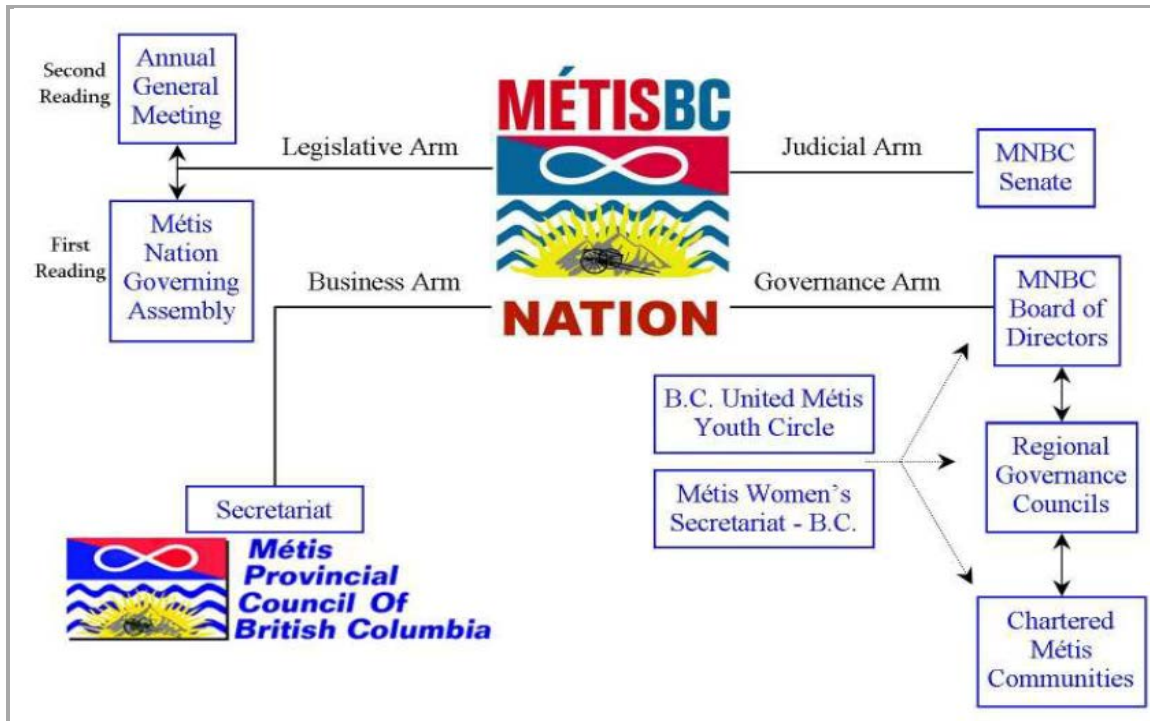 Second
Reading
Annual
General
Meeting
Legislative Arm
First
Reading
Métis
Nation
Governing
Assembly
MÉTISBC
NATION
Judicial Arm
MNBC
Senate
Business Arm
Secretariat
Métis
Provincial
Council Of
British Columbia
Governance Arm
MNBC
Board of
Directors
B.C. United Métis
Youth Circle
Métis Women's
Secretariat - B.C.
Regional
Governance
Councils
Chartered
Métis
Communities